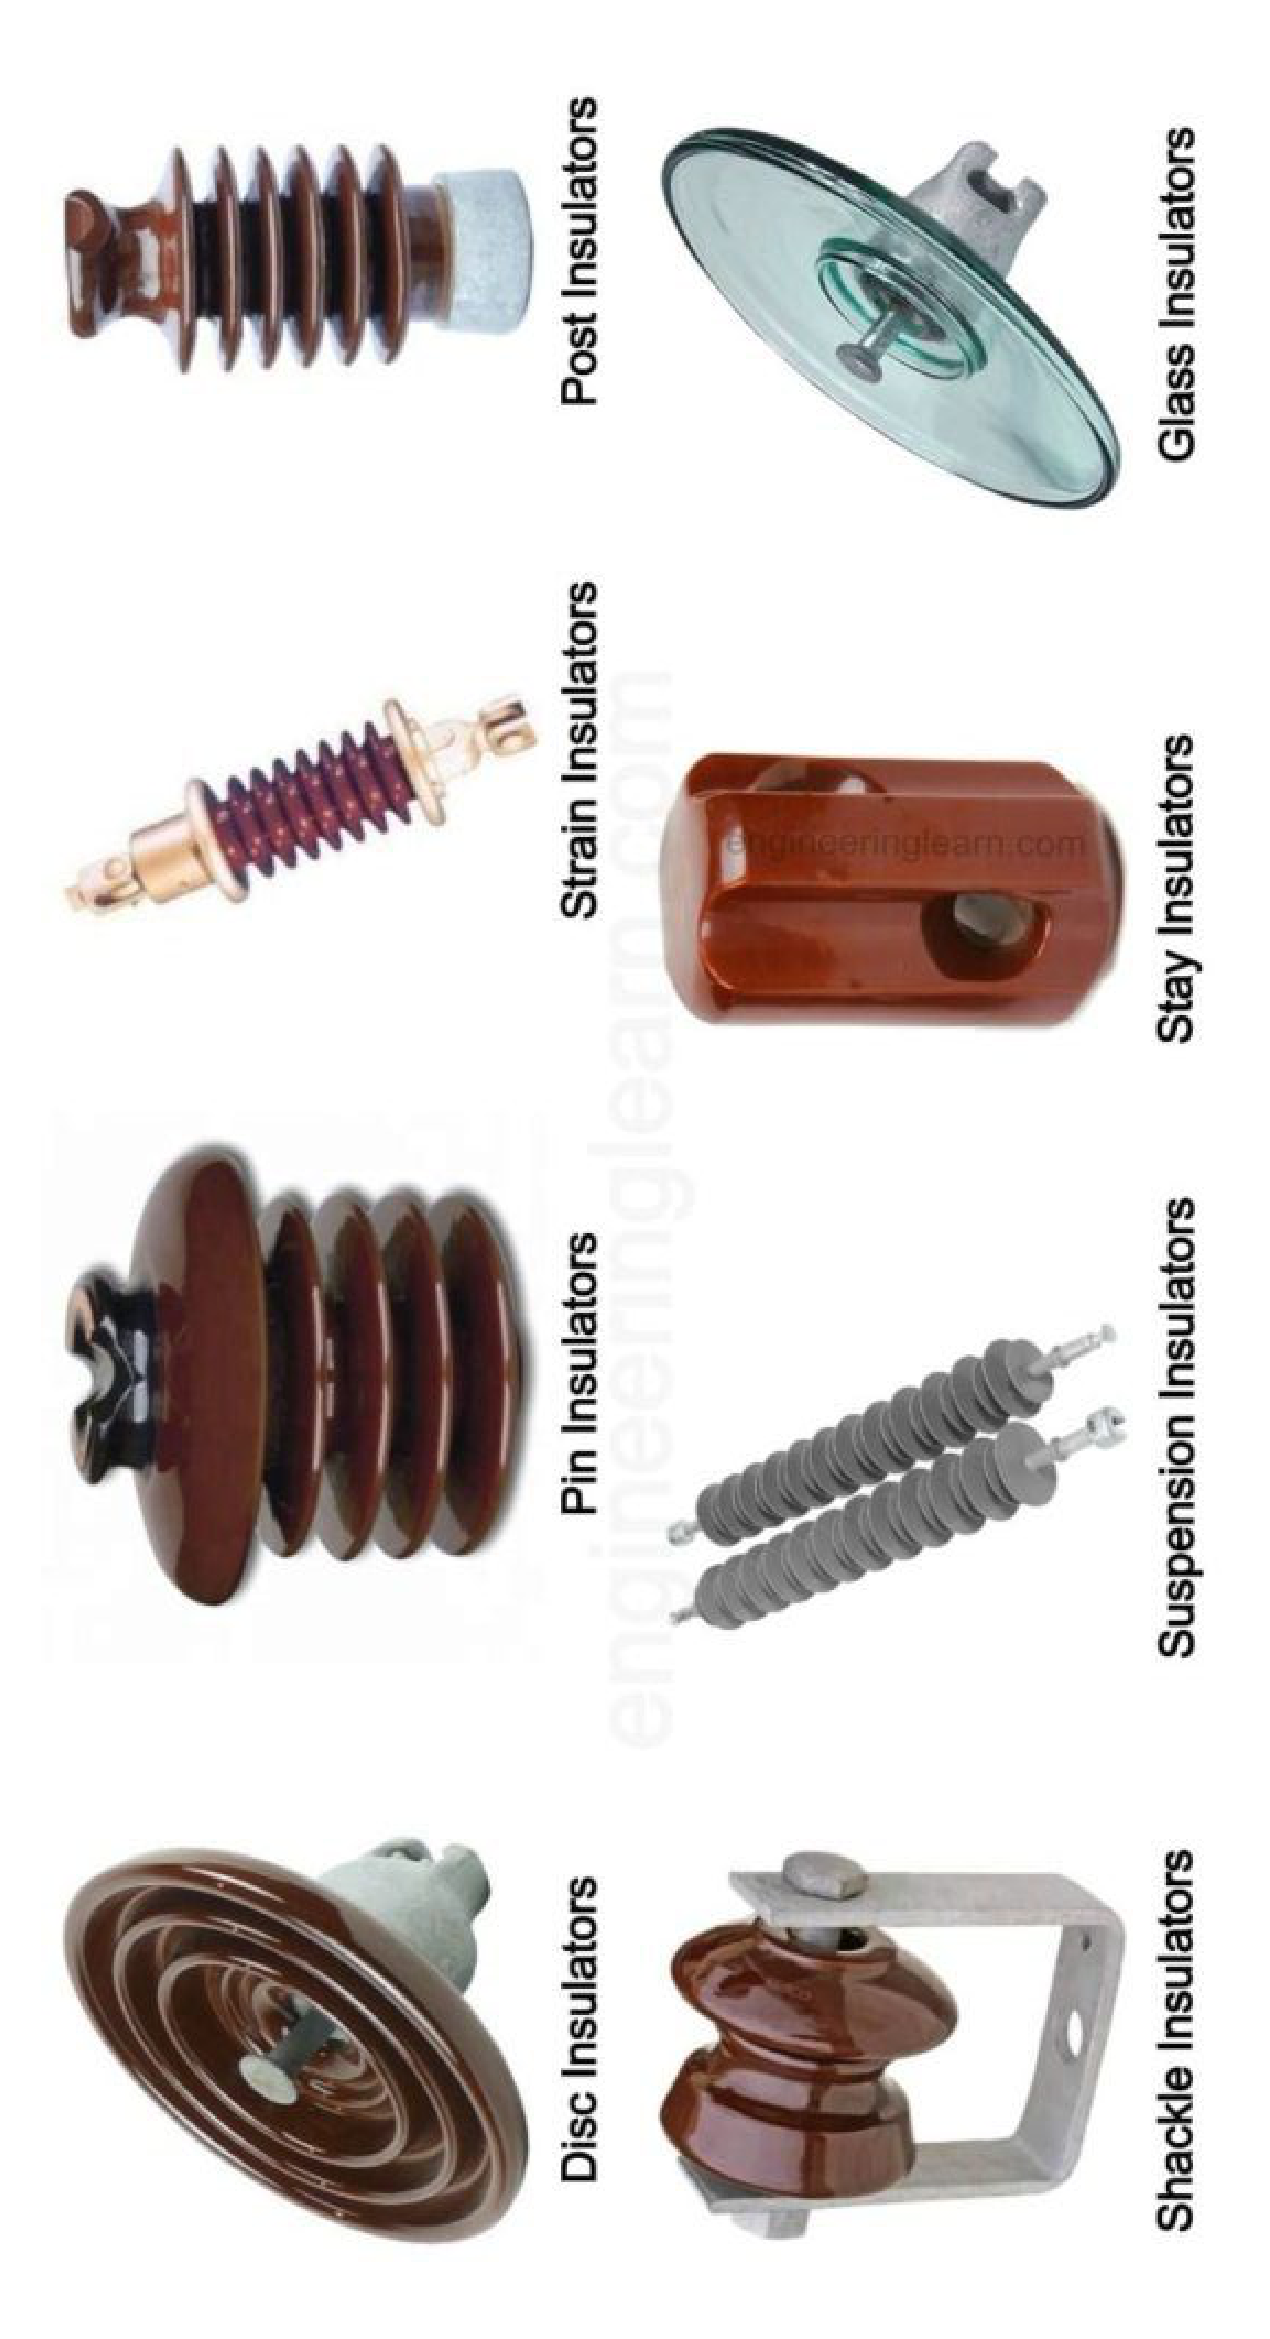 Disc Insulators
Pin Insulators
Strain Insulators
Post Insulators
engineeringlearn.com
engineeringlearn.com
Shackle Insulators
Suspension Insulators
Stay Insulators
Glass Insulators